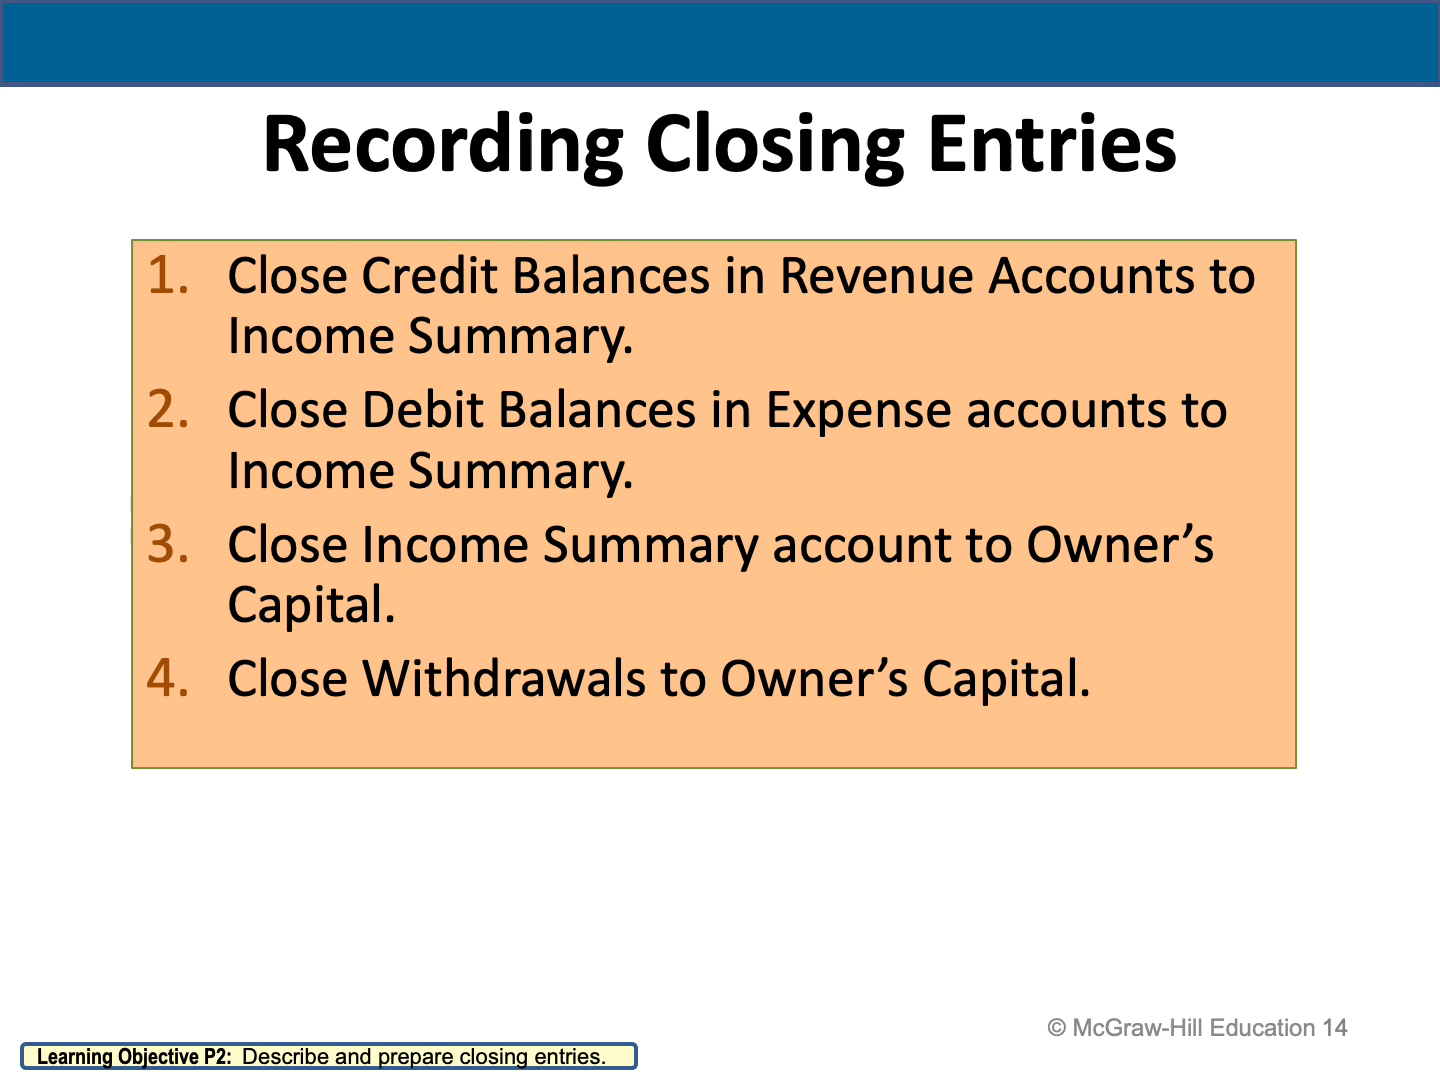 Recording Closing Entries
1. Close Credit Balances in Revenue Accounts to
Income Summary.
2. Close Debit Balances in Expense accounts to
Income Summary.
3. Close Income Summary account to Owner’s
Capital.
4. Close Withdrawals to Owner’s Capital.
© McGraw-Hill Education 14
Learning Objective P2: Describe and prepare closing entries.